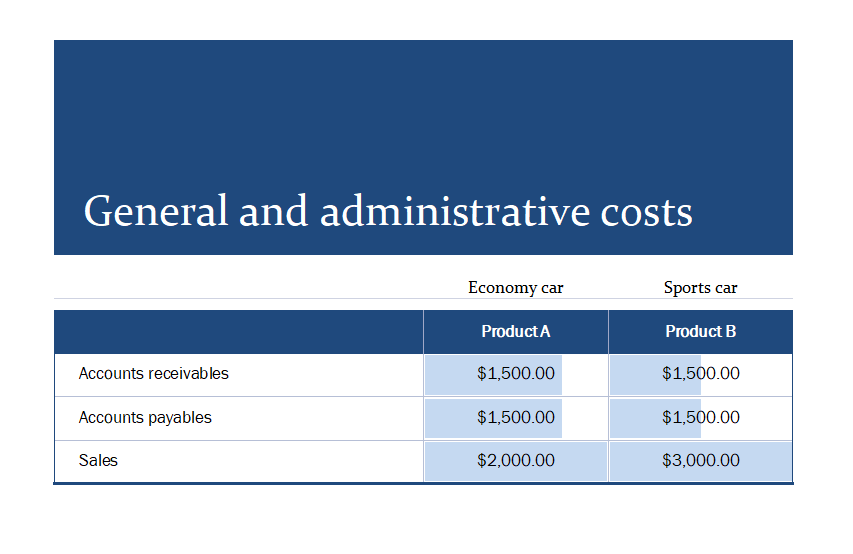 General and administrative costs
Economy car Sports car
Product A Product B
Accounts receivables $1,500.00 $1,500.00
Accounts payables $1,500.00 $1,500.00
Sales $2,000.00 $3,000.00